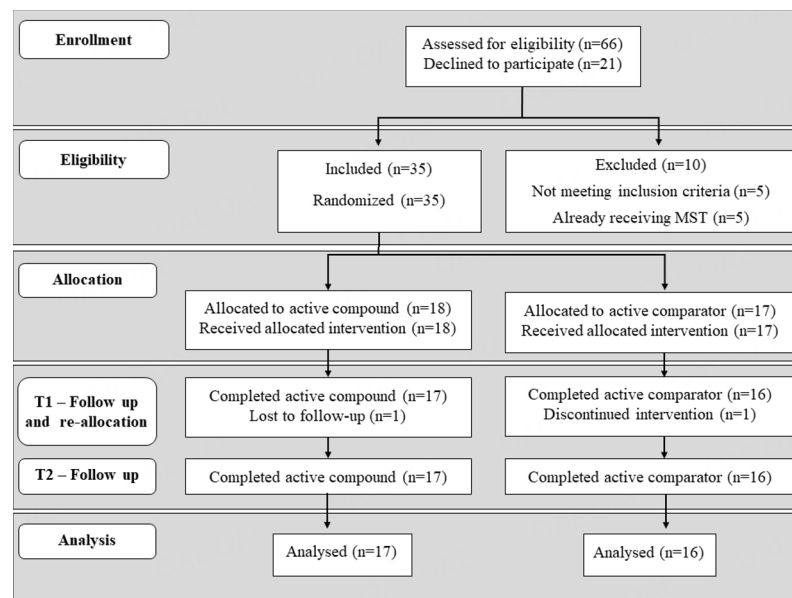 Enrollment
Assessed for eligibility (n=66)
Declined to participate (n=21)
Eligibility
Included (n=35)
Randomized (n=35)
Excluded (n=10)
Not meeting inclusion criteria (n=5)
Already receiving MST (n=5)
Allocation
Allocated to active compound (n=18)
Received allocated intervention (n=18)
Allocated to active comparator (n=17)
Received allocated intervention (n=17)
T1 – Follow up
and re-allocation
Completed active compound (n=17)
Lost to follow-up (n=1)
Completed active comparator (n=16)
Discontinued intervention (n=1)
T2 – Follow up
Completed active compound (n=17)
Completed active comparator (n=16)
Analysis
Analysed (n=17)
Analysed (n=16)